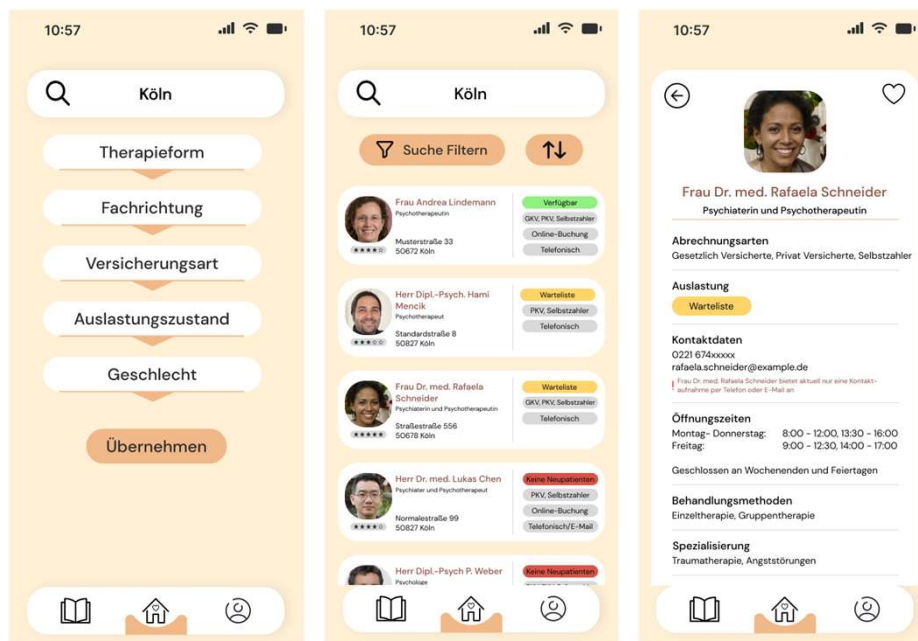 10:57
Köln
Therapieform
Fachrichtung
Versicherungsart
Auslastungszustand
Geschlecht
Übernehmen
10:57
Köln
Suche Filtern
Frau Andrea Lindemann
Psychotherapeutin
Musterstraße 33
50672 Köln
Verfügbar
GKV, PKV, Selbstzahler
Online-Buchung
Telefonisch
Herr Dipl.-Psych. Hami
Mencik
Psychotherapeut
Standardstraße 8
50827 Köln
Warteliste
PKV, Selbstzahler
Telefonisch
Frau Dr. med. Rafaela
Schneider
Psychiaterin und Psychotherapeutin
Straßestraße 556
50678 Köln
Warteliste
GKV, PKV, Selbstzahler
Telefonisch
Herr Dr. med. Lukas Chen
Psychiater und Psychotherapeut
Normalestraße 99
50827 Köln
Keine Neupatienten
PKV, Selbstzahler
Online-Buchung
Telefonisch/E-Mail
Herr Dipl.-Psych P. Weber
Psychologe
Keine Neupatienten
10:57
Frau Dr. med. Rafaela Schneider
Psychiaterin und Psychotherapeutin
Abrechnungsarten
Gesetzlich Versicherte, Privat Versicherte, Selbstzahler
Auslastung
Warteliste
Kontaktdaten
0221 674xxxxx
rafaela.schneider@example.de
! Frau Dr. med. Rafaela Schneider bietet aktuell nur eine Kontakt-
aufnahme per Telefon oder E-Mail an
Öffnungszeiten
Montag- Donnerstag: 8:00 - 12:00, 13:30 - 16:00
Freitag: 9:00 - 12:30, 14:00 - 17:00
Geschlossen an Wochenenden und Feiertagen
Behandlungsmethoden
Einzeltherapie, Gruppentherapie
Spezialisierung
Traumatherapie, Angststörungen